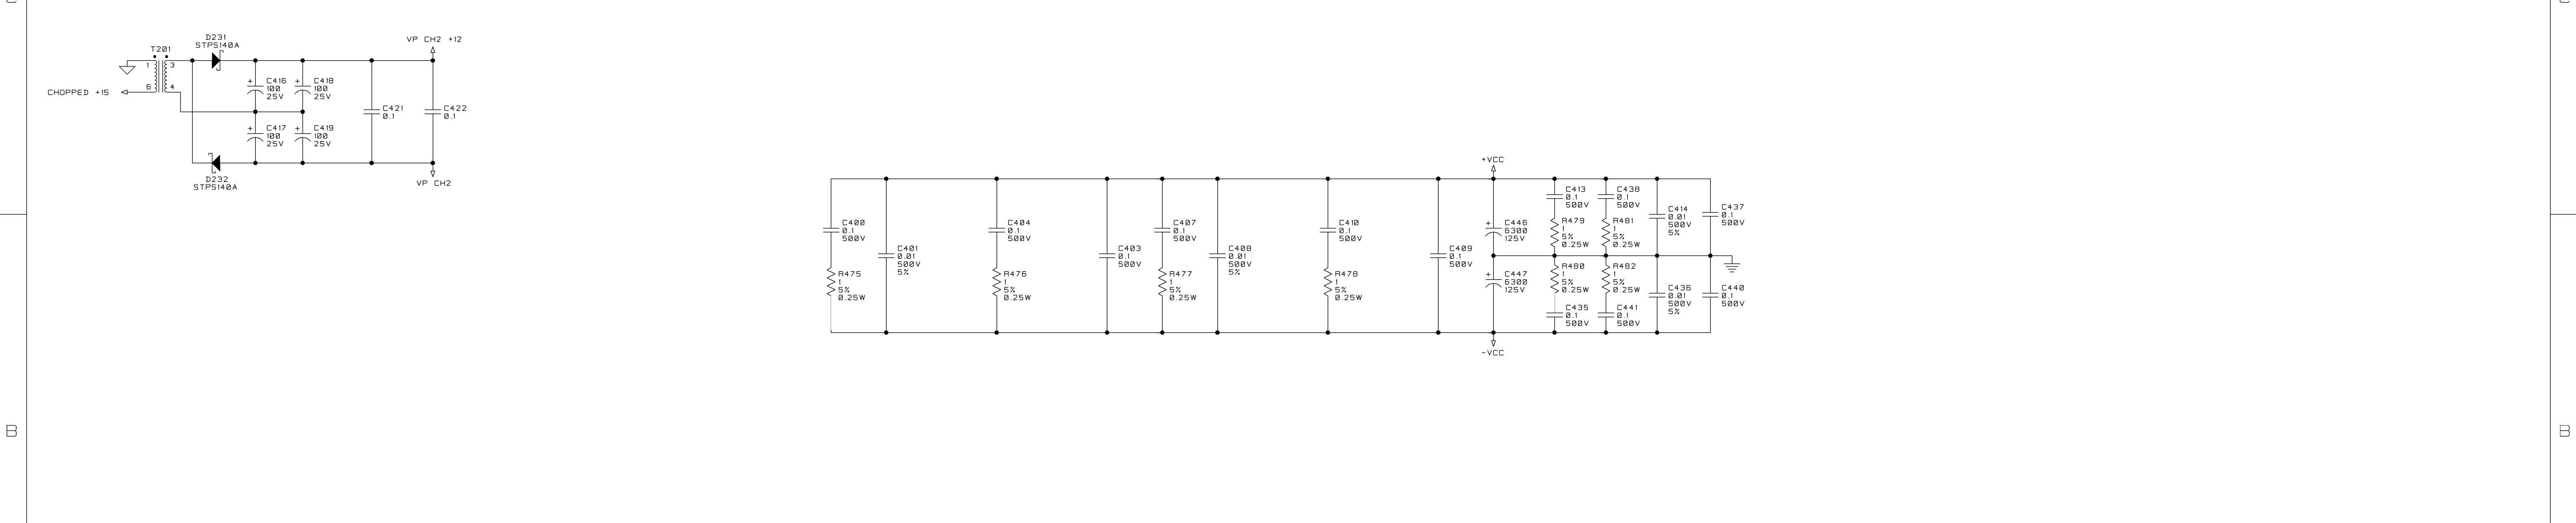 D231
STPS140A
VP CH2 +12
T201
1
3
6
4
CHOPPED +15
C416
100
25V
C418
100
25V
C421
0.1
C422
0.1
C417
100
25V
C419
100
25V
D232
STPS140A
VP CH2
+VCC
C400
0.1
500V
C401
0.01
500V
5%
R475
1
5%
0.25W
C404
0.1
500V
R476
1
5%
0.25W
C403
0.1
500V
C407
0.1
500V
R477
1
5%
0.25W
C408
0.01
500V
5%
C410
0.1
500V
R478
1
5%
0.25W
C409
0.1
500V
C446
6300
125V
C447
6300
125V
C413
0.1
500V
R479
1
5%
0.25W
R480
1
5%
0.25W
C435
0.1
500V
C438
0.1
500V
R481
1
5%
0.25W
R482
1
5%
0.25W
C441
0.1
500V
C414
0.01
500V
5%
C436
0.01
500V
5%
C437
0.1
500V
C440
0.1
500V
-VCC
B
B